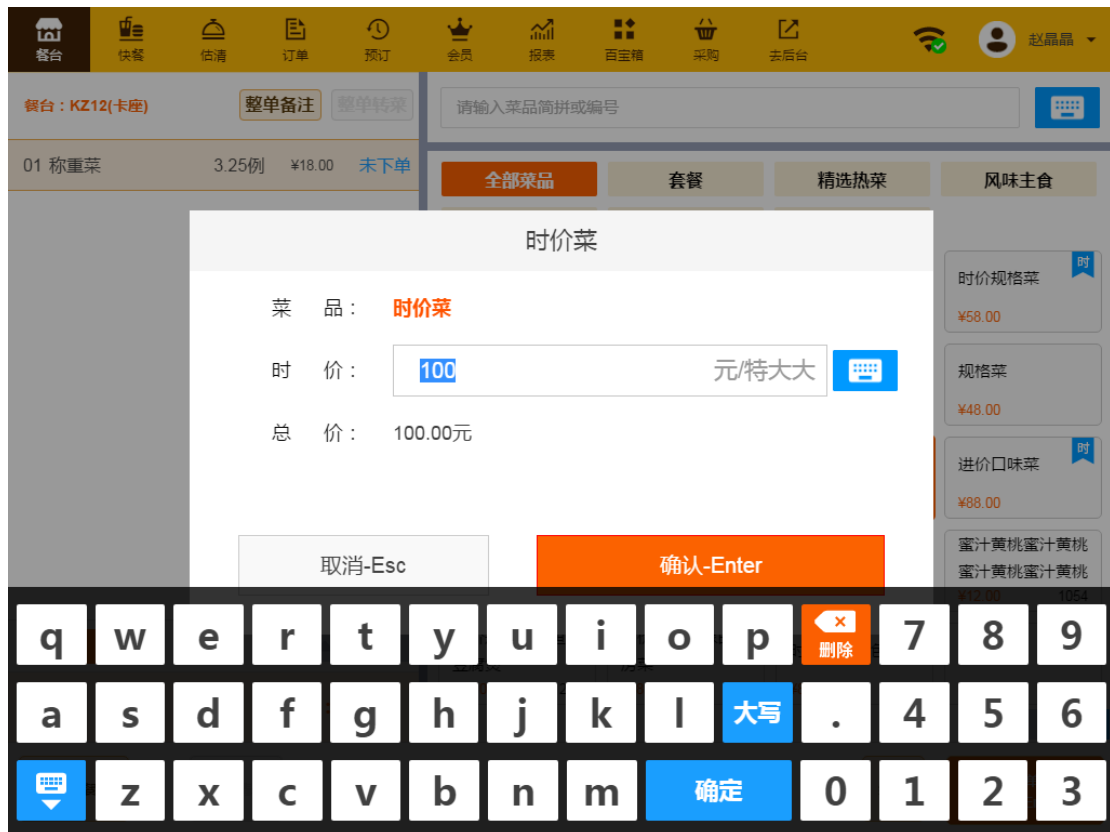 餐台
快餐
估清
订单
预订
会员
报表
百宝箱
采购
去后台
赵晶晶
餐台：KZ12(卡座)
整单备注
整单转菜
请输入菜品简拼或编号
01 称重菜 3.25例 ¥18.00 未下单
全部菜品
套餐
精选热菜
风味主食
时价菜
菜 品： 时价菜
时 价： 100 元/特大大
总 价： 100.00元
取消-Esc
确认-Enter
时
时价规格菜
¥58.00
规格菜
¥48.00
时
进价口味菜
¥88.00
蜜汁黄桃蜜汁黄桃
蜜汁黄桃蜜汁黄桃
¥12.00 1054
q w e r t y u i o p 删除 7 8 9
a s d f g h j k l 大写 . 4 5 6
z x c v b n m 确定 0 1 2 3